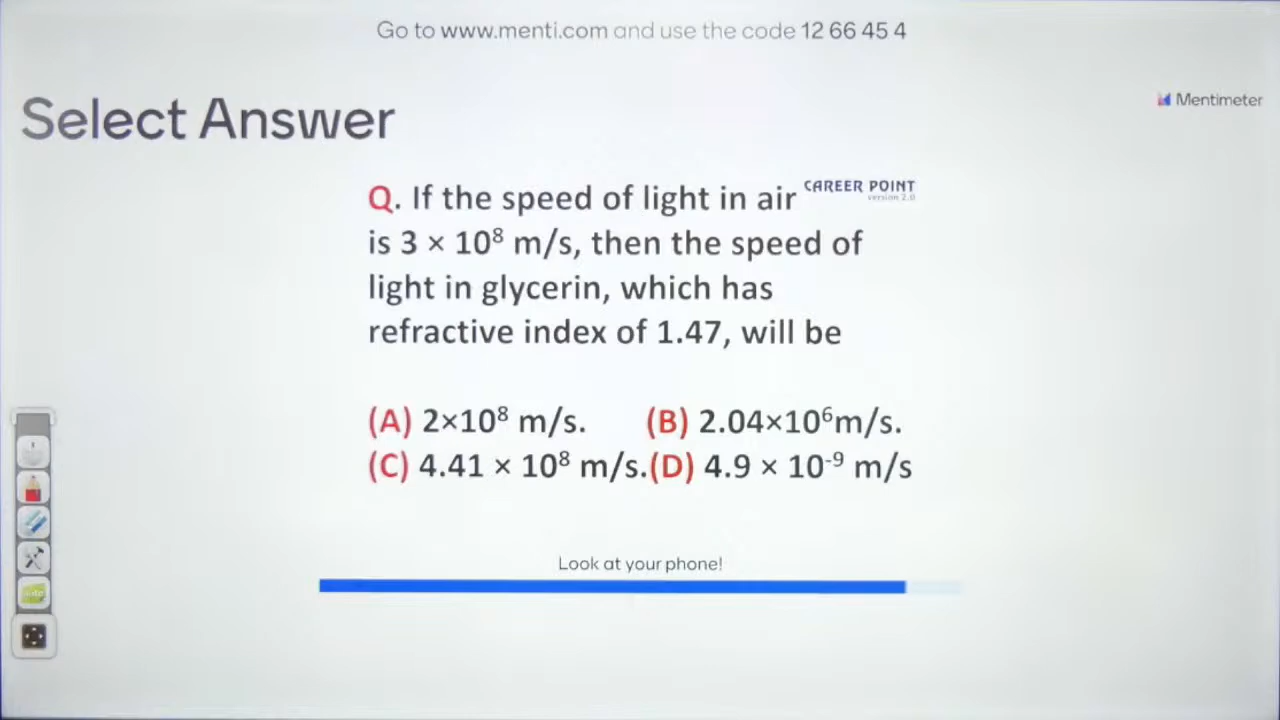 Go to www.menti.com and use the code 12 66 45 4
Mentimeter
Select Answer
CAREER POINT
version 2.0
Q. If the speed of light in air
is 3 × 10⁸ m/s, then the speed of
light in glycerin, which has
refractive index of 1.47, will be
(A) 2×10⁸ m/s. (B) 2.04×10⁶m/s.
(C) 4.41 × 10⁸ m/s.(D) 4.9 × 10⁻⁹ m/s
Look at your phone!